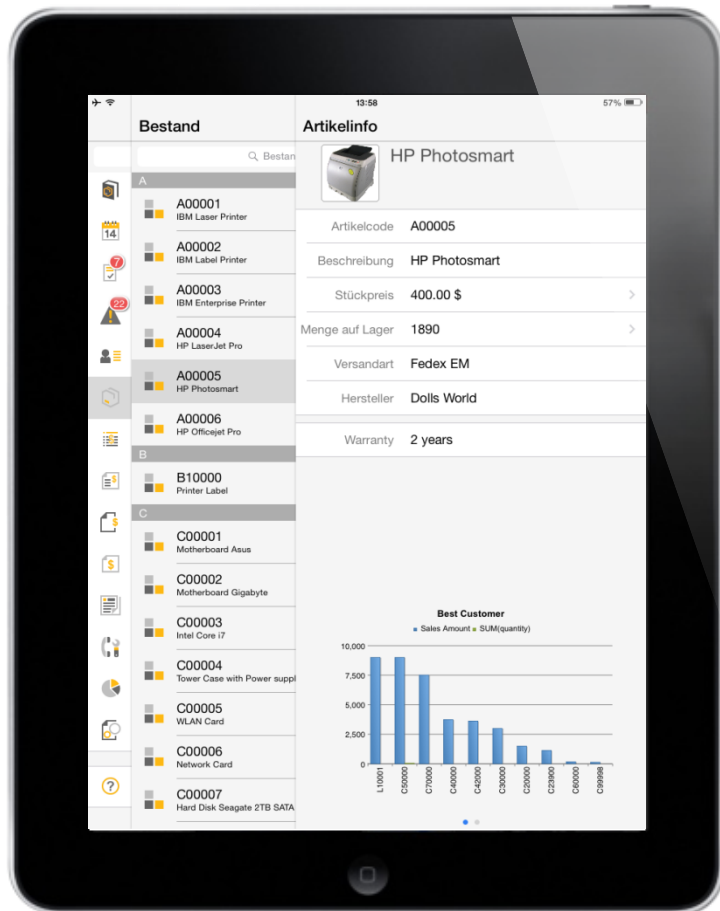 13:58
57%
Bestand
Artikelinfo
Bestan
HP Photosmart
14
7
22
A
A00001
IBM Laser Printer
A00002
IBM Label Printer
A00003
IBM Enterprise Printer
A00004
HP LaserJet Pro
A00005
HP Photosmart
A00006
HP Officejet Pro
B
B10000
Printer Label
C
C00001
Motherboard Asus
C00002
Motherboard Gigabyte
C00003
Intel Core i7
C00004
Tower Case with Power suppl
C00005
WLAN Card
C00006
Network Card
C00007
Hard Disk Seagate 2TB SATA
Artikelcode A00005
Beschreibung HP Photosmart
Stückpreis 400.00 $
Menge auf Lager 1890
Versandart Fedex EM
Hersteller Dolls World
Warranty 2 years
Best Customer
Sales Amount SUM(quantity)
10,000
7,500
5,000
2,500
0
L10001 C50000 C70000 C40000 C42000 C30000 C20000 C23900 C60000 C99998
$
$
$
$
?